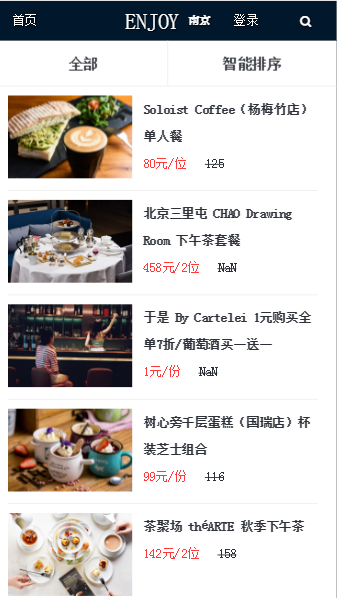 首页 ENJOY 南京 登录
全部 智能排序
Soloist Coffee（杨梅竹店）
单人餐
80元/位 125
北京三里屯 CHAO Drawing
Room 下午茶套餐
458元/2位 NaN
于是 By Cartelei 1元购买全
单7折/葡萄酒买一送一
1元/份 NaN
树心旁千层蛋糕（国瑞店）杯
装芝士组合
99元/份 116
茶聚场 théARTE 秋季下午茶
142元/2位 158